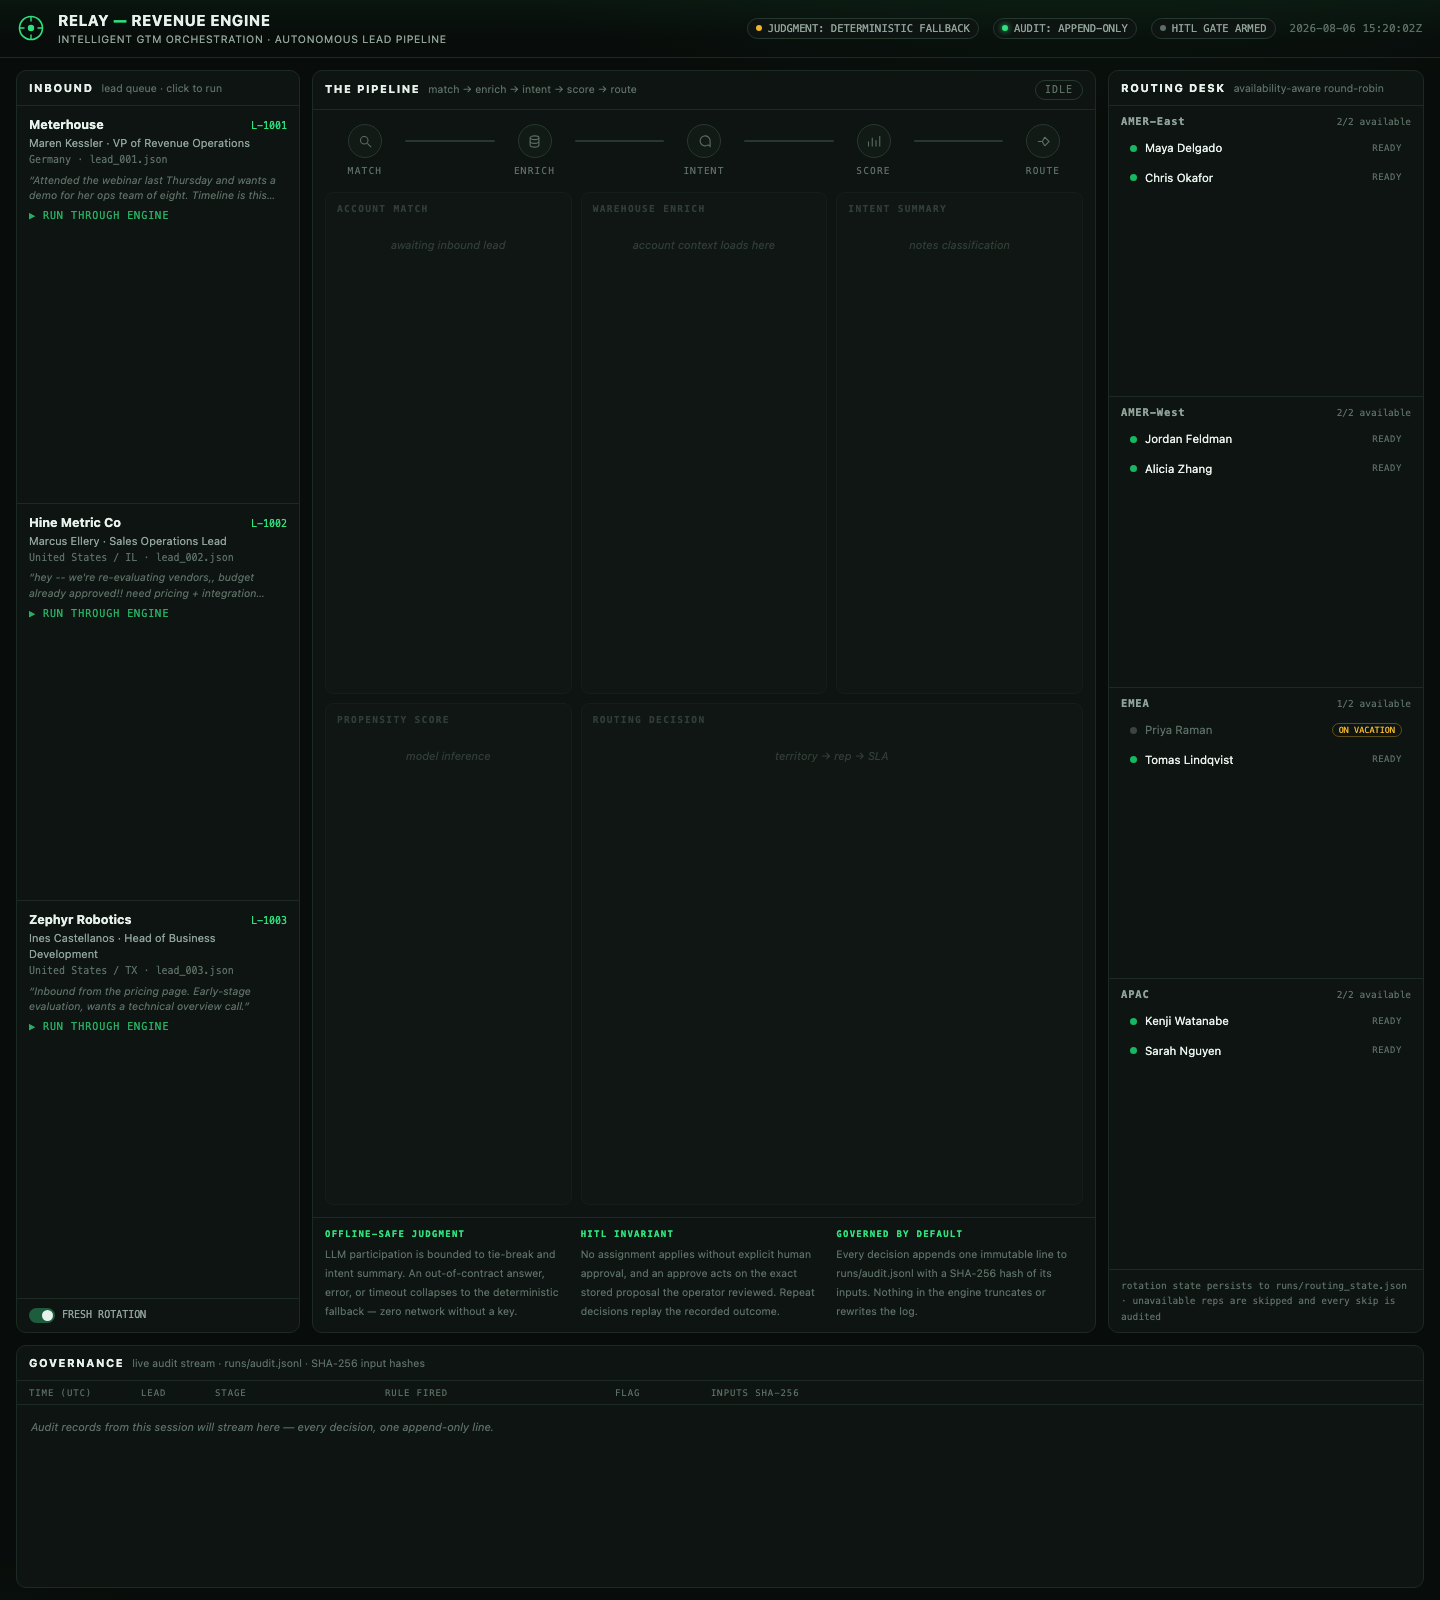 RELAY — REVENUE ENGINE
INTELLIGENT GTM ORCHESTRATION · AUTONOMOUS LEAD PIPELINE
JUDGMENT: DETERMINISTIC FALLBACK
AUDIT: APPEND-ONLY
HITL GATE ARMED
2026-08-06 15:20:02Z
INBOUND lead queue · click to run
Meterhouse L-1001
Maren Kessler · VP of Revenue Operations
Germany · lead_001.json
"Attended the webinar last Thursday and wants a
demo for her ops team of eight. Timeline is this…
▶ RUN THROUGH ENGINE
Hine Metric Co L-1002
Marcus Ellery · Sales Operations Lead
United States / IL · lead_002.json
"hey -- we're re-evaluating vendors,, budget
already approved!! need pricing + integration…
▶ RUN THROUGH ENGINE
Zephyr Robotics L-1003
Ines Castellanos · Head of Business
Development
United States / TX · lead_003.json
"Inbound from the pricing page. Early-stage
evaluation, wants a technical overview call."
▶ RUN THROUGH ENGINE
FRESH ROTATION
THE PIPELINE match → enrich → intent → score → route
IDLE
MATCH
ENRICH
INTENT
SCORE
ROUTE
ACCOUNT MATCH
awaiting inbound lead
WAREHOUSE ENRICH
account context loads here
INTENT SUMMARY
notes classification
PROPENSITY SCORE
model inference
ROUTING DECISION
territory → rep → SLA
OFFLINE-SAFE JUDGMENT
LLM participation is bounded to tie-break and
intent summary. An out-of-contract answer,
error, or timeout collapses to the deterministic
fallback — zero network without a key.
HITL INVARIANT
No assignment applies without explicit human
approval, and an approve acts on the exact
stored proposal the operator reviewed. Repeat
decisions replay the recorded outcome.
GOVERNED BY DEFAULT
Every decision appends one immutable line to
runs/audit.jsonl with a SHA-256 hash of its
inputs. Nothing in the engine truncates or
rewrites the log.
ROUTING DESK availability-aware round-robin
AMER-East 2/2 available
Maya Delgado READY
Chris Okafor READY
AMER-West 2/2 available
Jordan Feldman READY
Alicia Zhang READY
EMEA 1/2 available
Priya Raman ON VACATION
Tomas Lindqvist READY
APAC 2/2 available
Kenji Watanabe READY
Sarah Nguyen READY
rotation state persists to runs/routing_state.json
· unavailable reps are skipped and every skip is
audited
GOVERNANCE live audit stream · runs/audit.jsonl · SHA-256 input hashes
TIME (UTC) LEAD STAGE RULE FIRED FLAG INPUTS SHA-256
Audit records from this session will stream here — every decision, one append-only line.